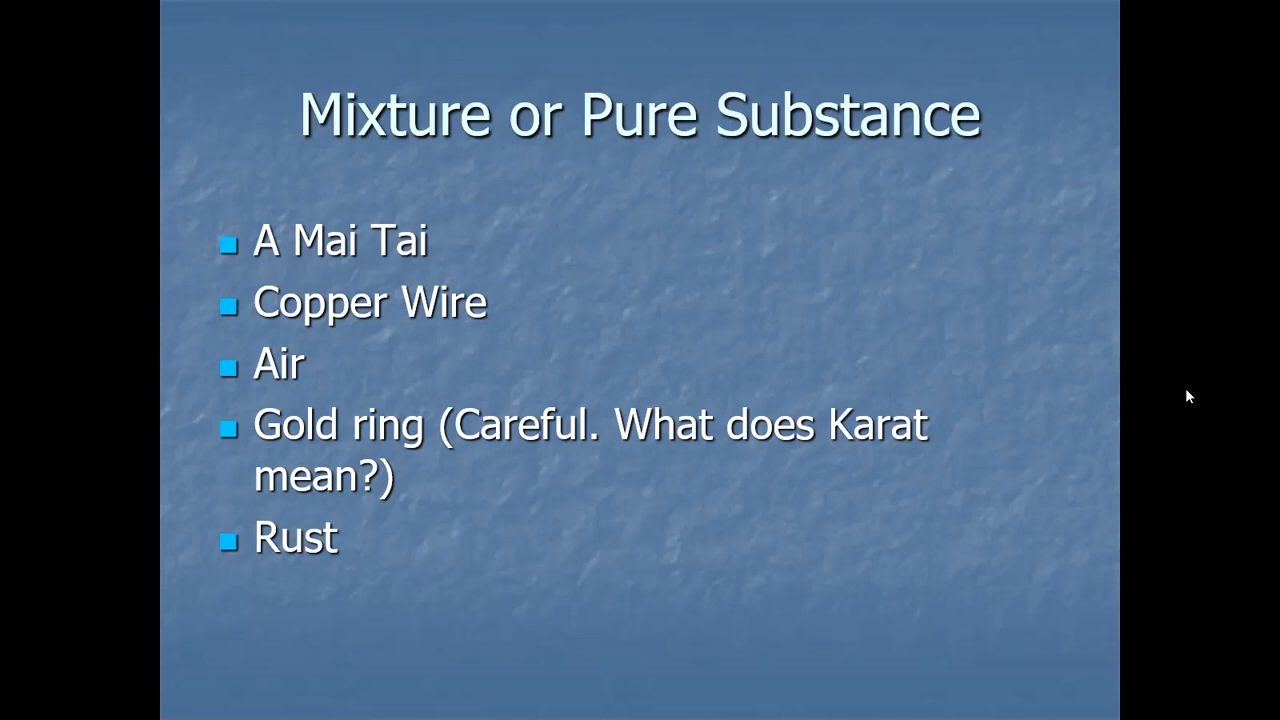 Mixture or Pure Substance
A Mai Tai
Copper Wire
Air
Gold ring (Careful. What does Karat
mean?)
Rust